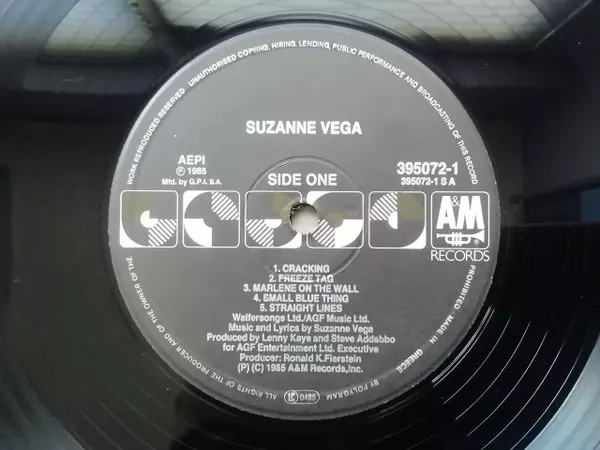 WORK REPRODUCED RESERVED UNAUTHORISED COPYING, HIRING, LENDING, PUBLIC PERFORMANCE AND BROADCASTING OF THIS RECORD PROHIBITED - MADE IN GREECE BY POLYGRAM ALL RIGHTS OF THE PRODUCER AND OF THE OWNER OF THE
SUZANNE VEGA
AEPI
Ⓟ 1985
Mfd. by G.P.I. S.A.
SIDE ONE
395072-1
395072-1 S A
A&M
®
RECORDS
1. CRACKING
2. FREEZE TAG
3. MARLENE ON THE WALL
4. SMALL BLUE THING
5. STRAIGHT LINES
Waifersongs Ltd./AGF Music Ltd.
Music and Lyrics by Suzanne Vega
Produced by Lenny Kaye and Steve Addabbo
for AGF Entertainment Ltd. Executive
Producer: Ronald K.Fierstein
(P) (C) 1985 A&M Records,Inc.
LC 0485